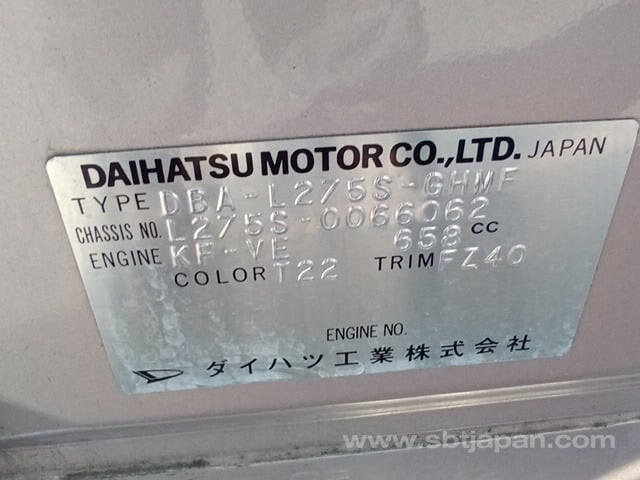 DAIHATSU MOTOR CO.,LTD. JAPAN
TYPE DBA-L275S-GHMF
CHASSIS NO. L275S-0066062
ENGINE KF-VE 658 CC
COLOR T22 TRIM FZ40
ENGINE NO.
ダイハツ工業株式会社
www.sbtjapan.com